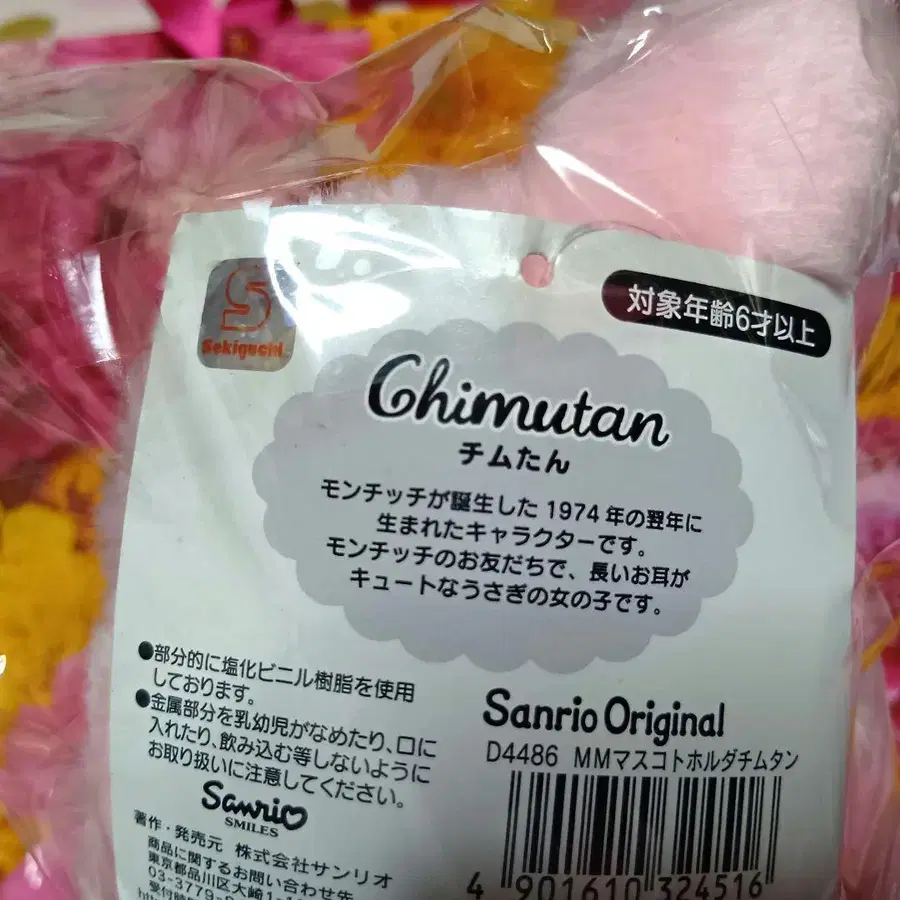 Sekiguchi
対象年齢6才以上
Chimutan
チムたん
モンチッチが誕生した1974年の翌年に
生まれたキャラクターです。
モンチッチのお友だちで、長いお耳が
キュートなうさぎの女の子です。
●部分的に塩化ビニル樹脂を使用
しております。
●金属部分を乳幼児がなめたり、口に
入れたり、飲み込む等しないように
お取り扱いに注意してください。
Sanrio
SMILES
著作・発売元 株式会社サンリオ
商品に関するお問い合わせ先
東京都品川区大崎1
03-3779-
受付時
Sanrio Original
D4486 MMマスコトホルダチムタン
4 901610 324516